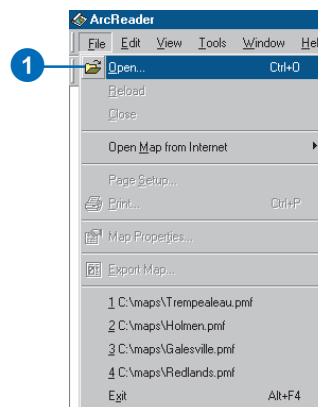 ArcReader
File Edit View Tools Window Hel
1
Open... Ctrl+O
Reload
Close
Open Map from Internet
Page Setup...
Print... Ctrl+P
Map Properties...
Export Map...
1 C:\maps\Trempealeau.pmf
2 C:\maps\Holmen.pmf
3 C:\maps\Galesville.pmf
4 C:\maps\Redlands.pmf
Exit Alt+F4